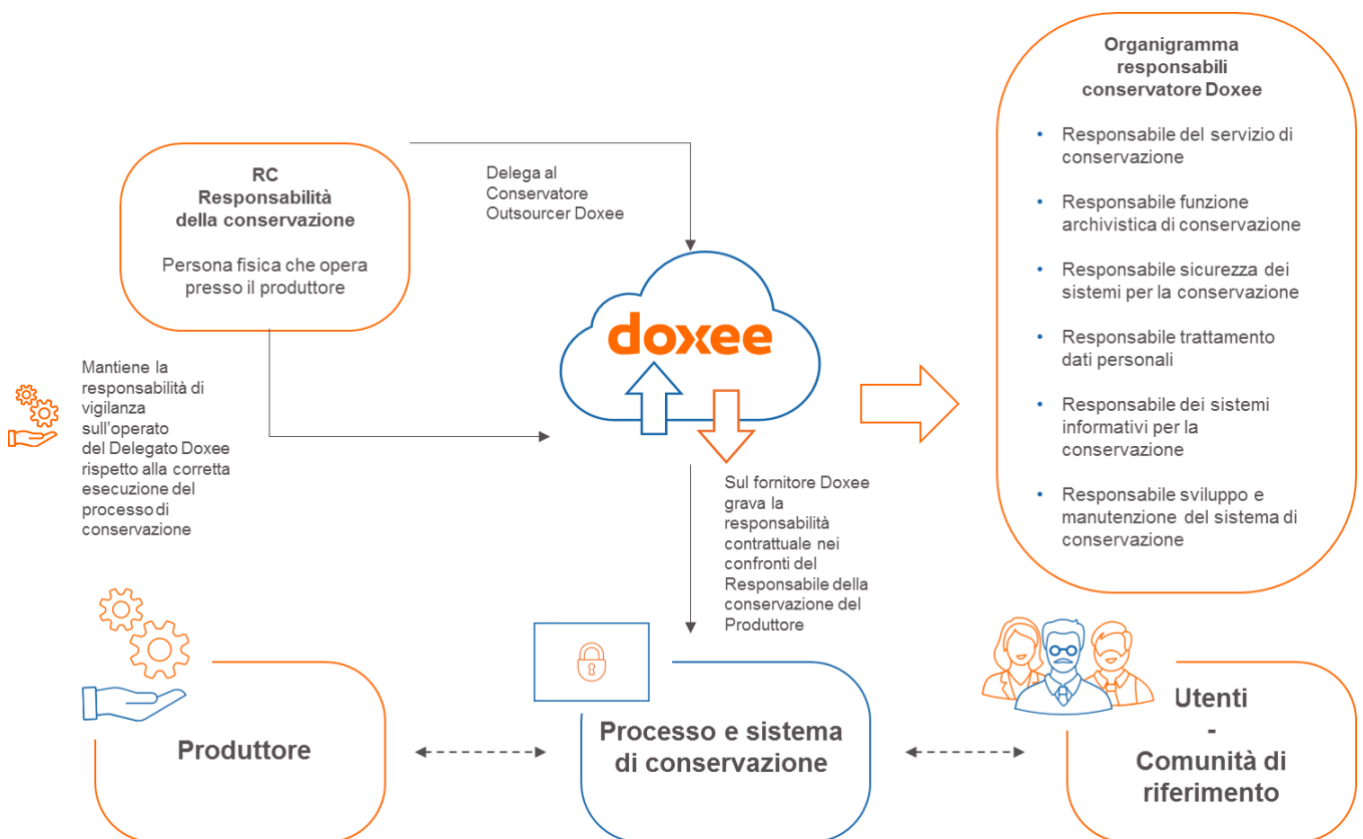 RC
Responsabilità
della conservazione
Persona fisica che opera
presso il produttore
Delega al
Conservatore
Outsourcer Doxee
doxee
Organigramma
responsabili
conservatore Doxee
• Responsabile del servizio di
conservazione
• Responsabile funzione
archivistica di conservazione
• Responsabile sicurezza dei
sistemi per la conservazione
• Responsabile trattamento
dati personali
• Responsabile dei sistemi
informativi per la
conservazione
• Responsabile sviluppo e
manutenzione del sistema di
conservazione
Mantiene la
responsabilità di
vigilanza
sull'operato
del Delegato Doxee
rispetto alla corretta
esecuzione del
processo di
conservazione
Sul fornitore Doxee
grava la
responsabilità
contrattuale nei
confronti del
Responsabile della
conservazione del
Produttore
Produttore
Processo e sistema
di conservazione
Utenti
-
Comunità di
riferimento